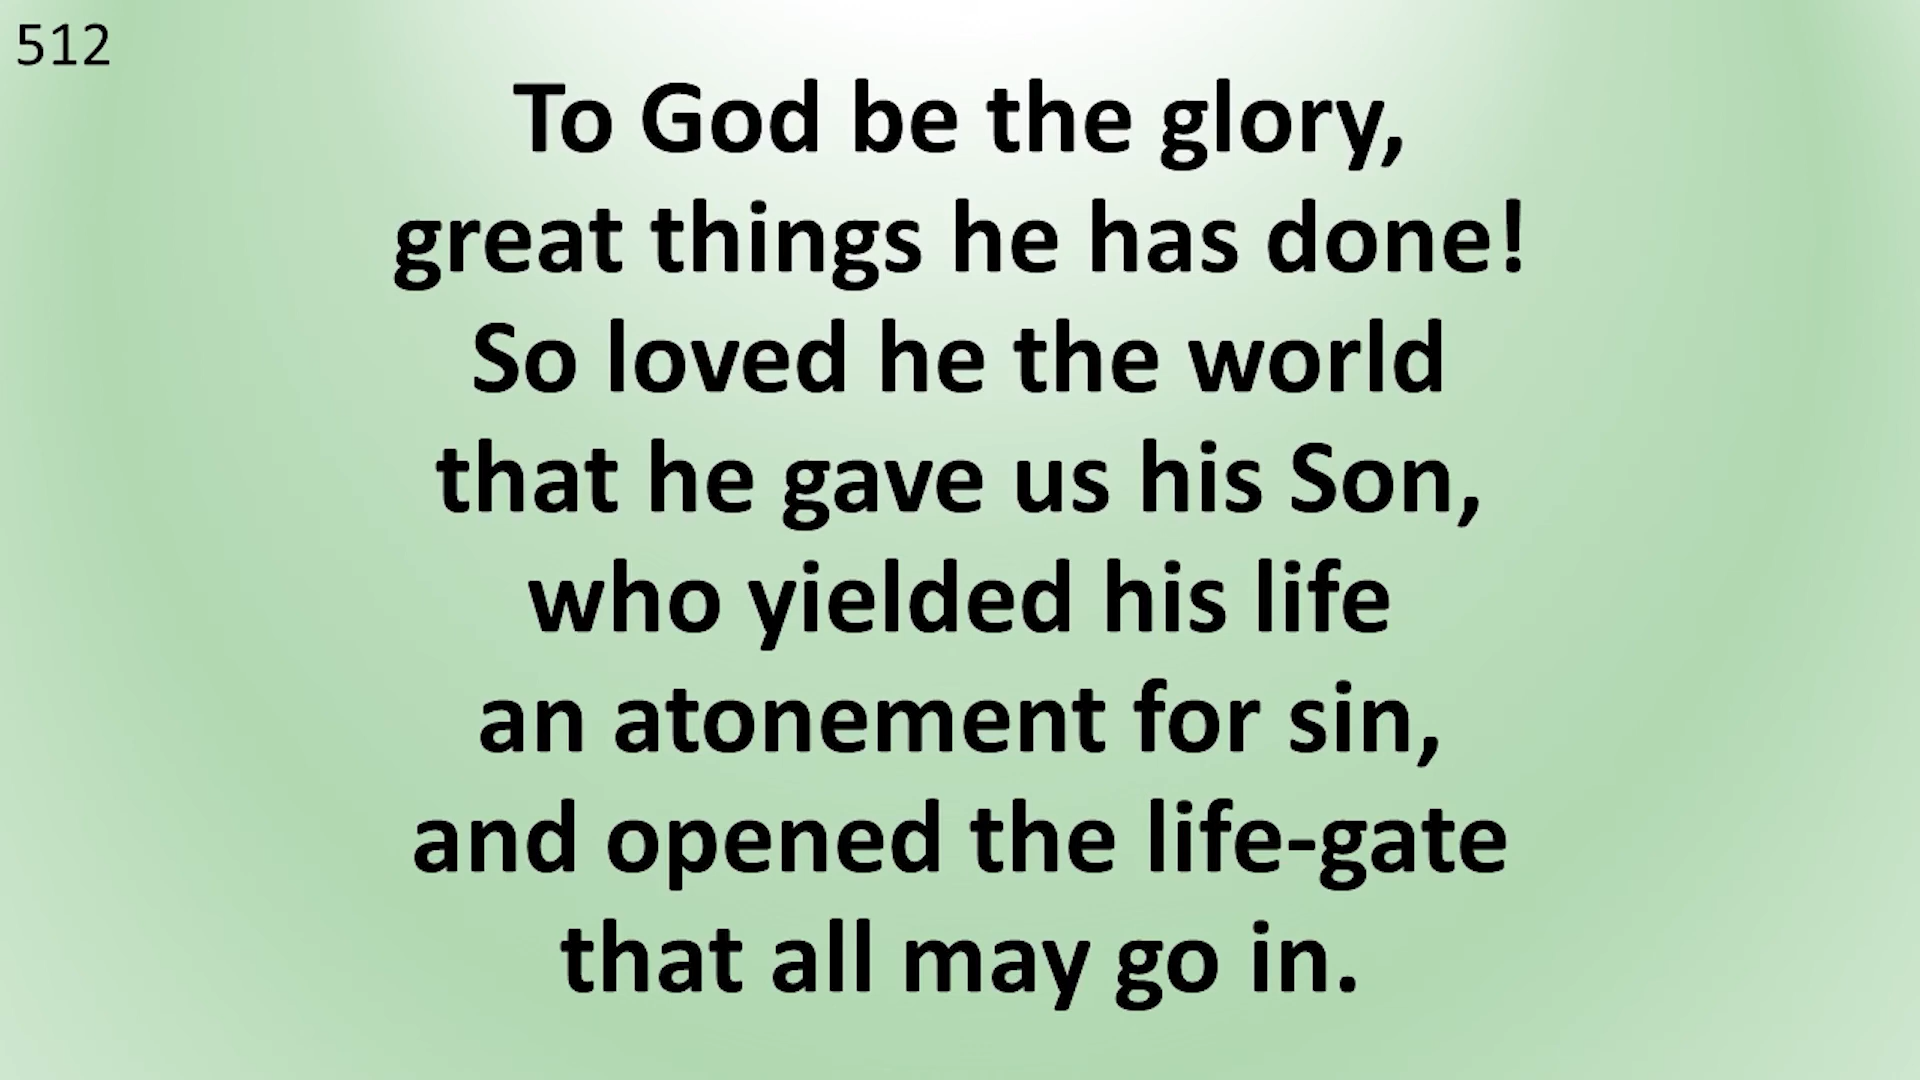 512
To God be the glory,
great things he has done!
So loved he the world
that he gave us his Son,
who yielded his life
an atonement for sin,
and opened the life-gate
that all may go in.